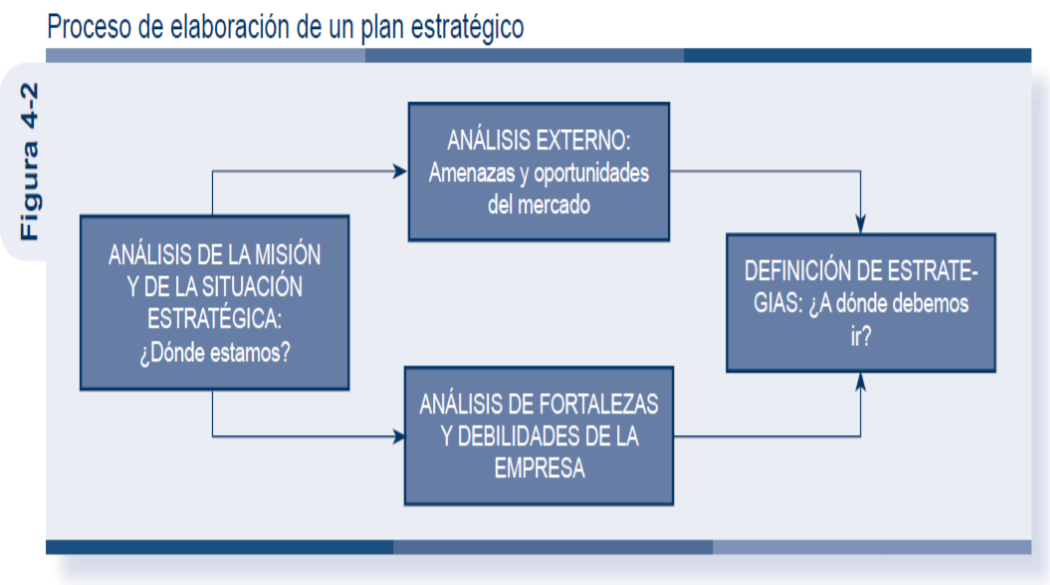 Proceso de elaboración de un plan estratégico
Figura 4-2
ANÁLISIS EXTERNO:
Amenazas y oportunidades
del mercado
ANÁLISIS DE LA MISIÓN
Y DE LA SITUACIÓN
ESTRATÉGICA:
¿Dónde estamos?
DEFINICIÓN DE ESTRATE-
GIAS: ¿A dónde debemos
ir?
ANÁLISIS DE FORTALEZAS
Y DEBILIDADES DE LA
EMPRESA